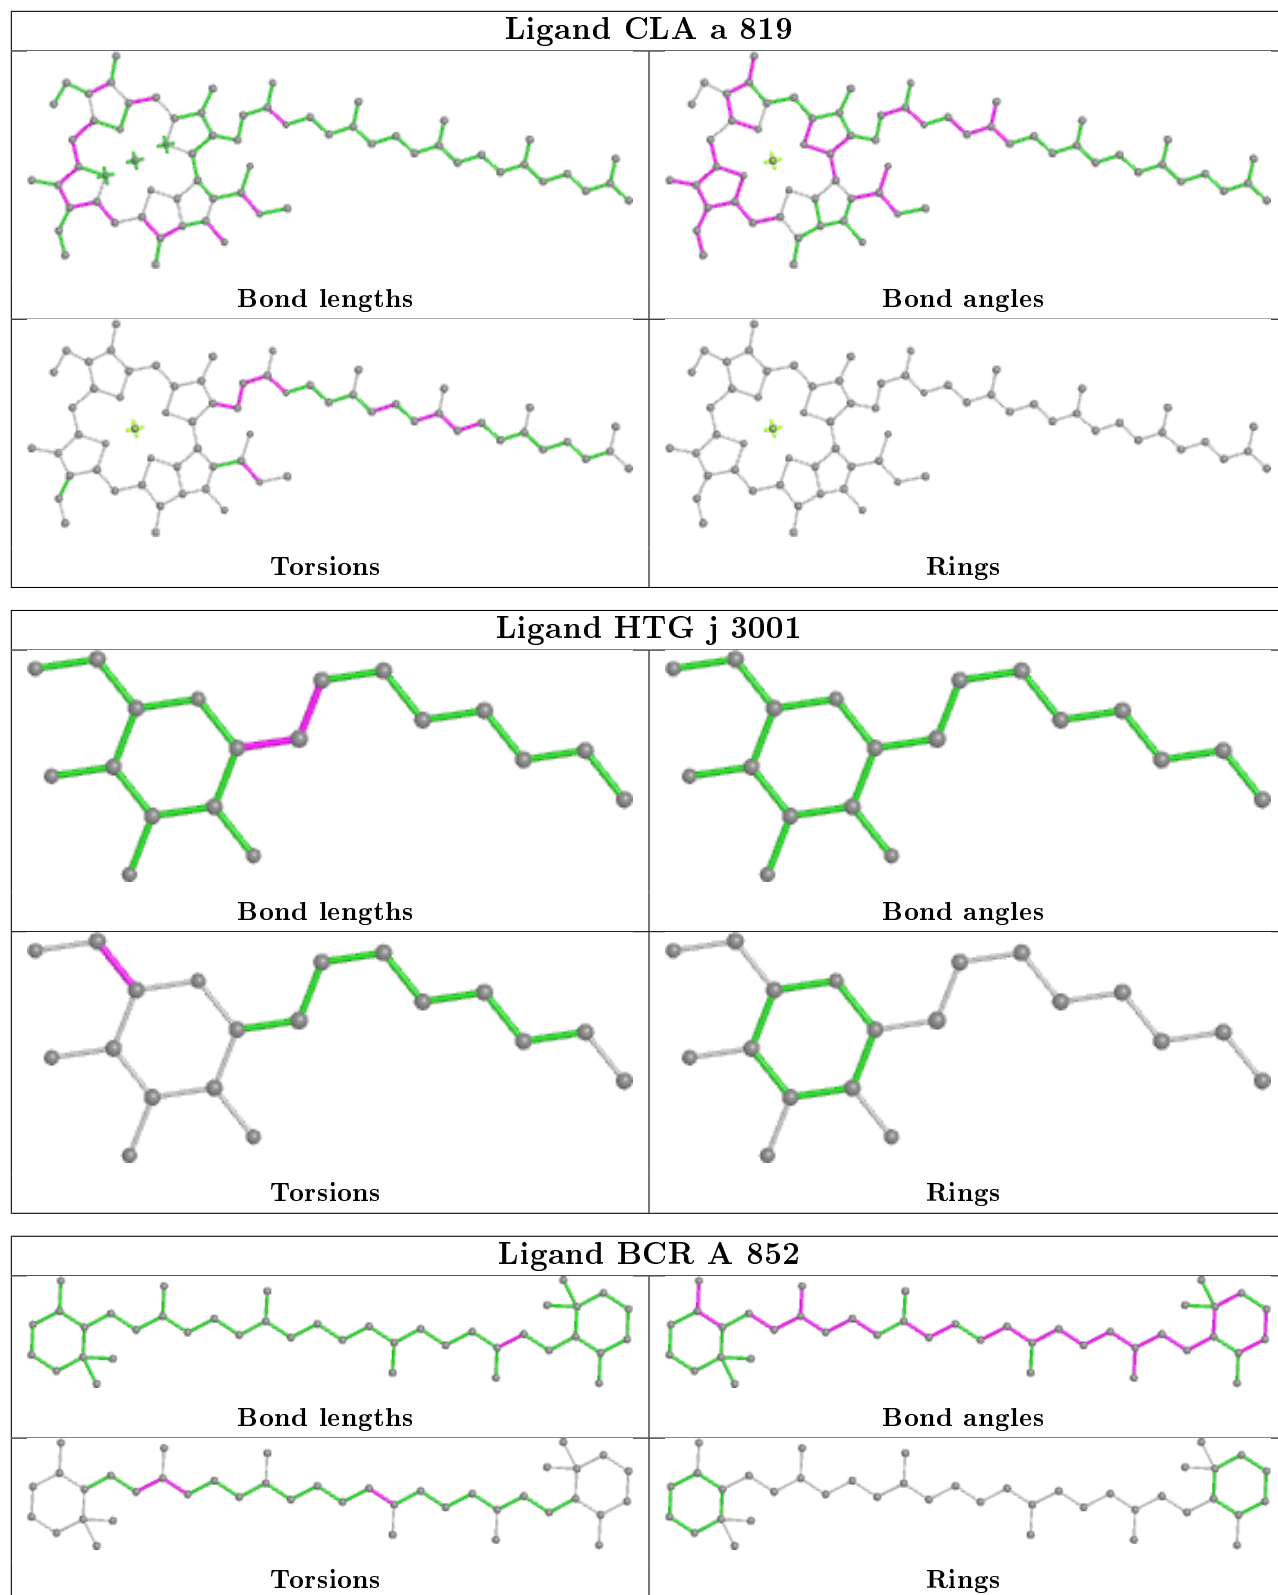 Ligand CLA a 819
Bond lengths
Bond angles
Torsions
Rings
Ligand HTG j 3001
Bond lengths
Bond angles
Torsions
Rings
Ligand BCR A 852
Bond lengths
Bond angles
Torsions
Rings